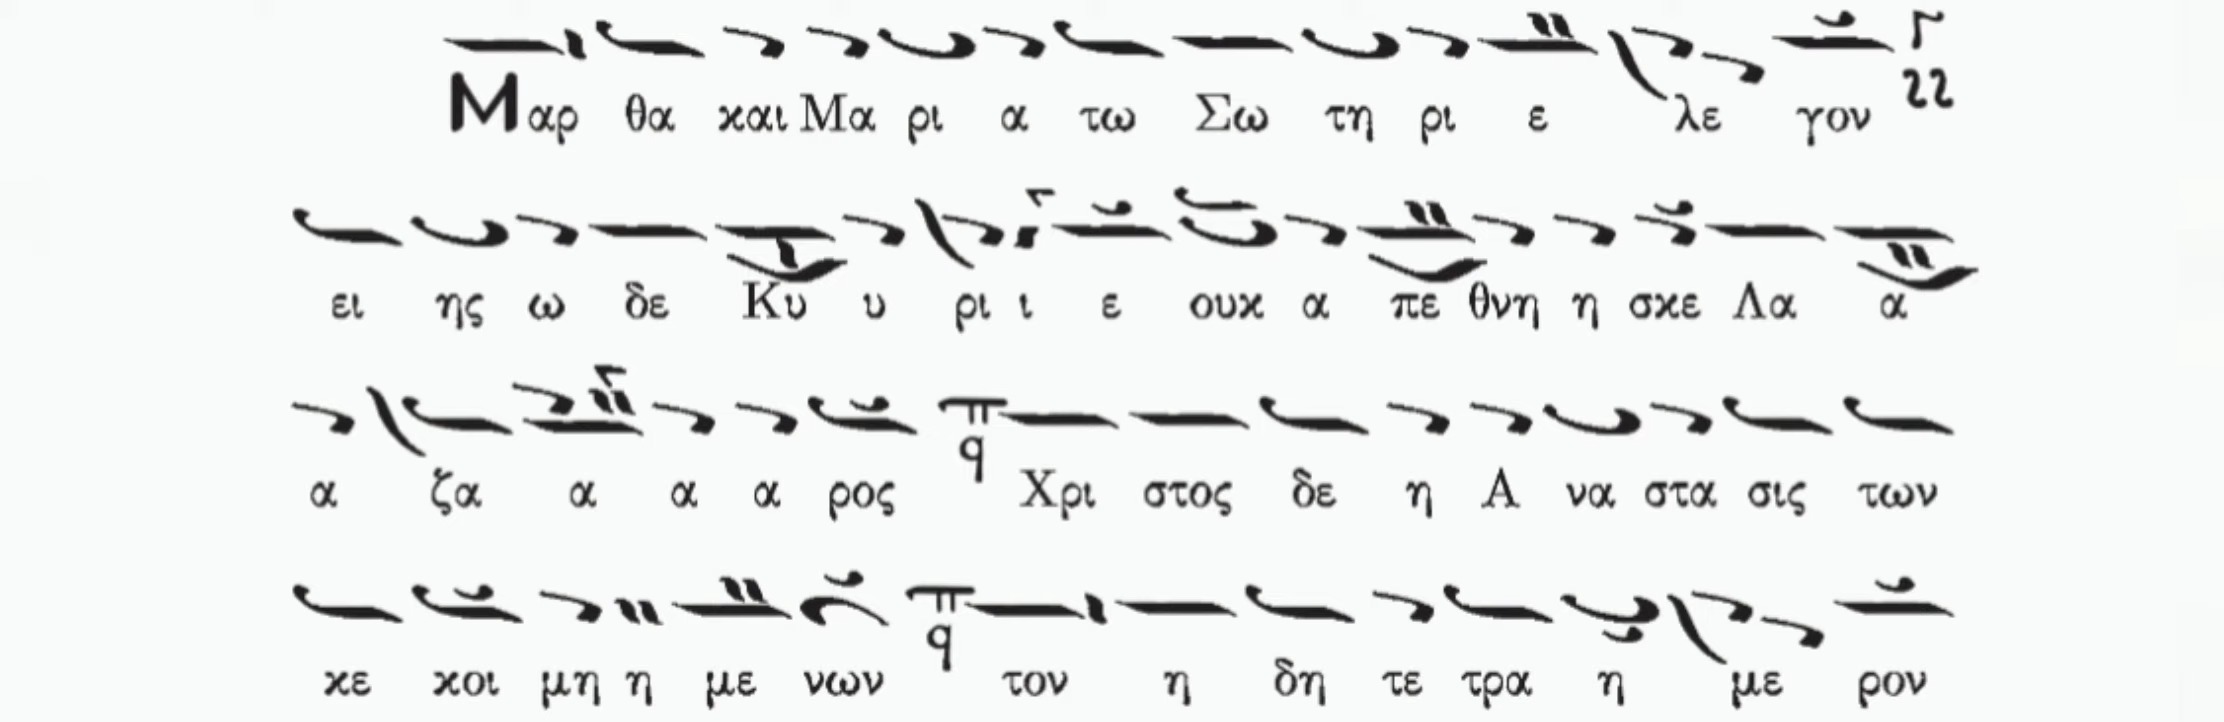 Μαρ θα και Μα ρι α τω Σω τη ρι ε λε γον
ει ης ω δε Κυ υ ρι ι ε ουκ α πε θνη η σκε Λα α
α ζα α α α ρος Χρι στος δε η Α να στα σις των
κε κοι μη η με νων τον η δη τε τρα η με ρον